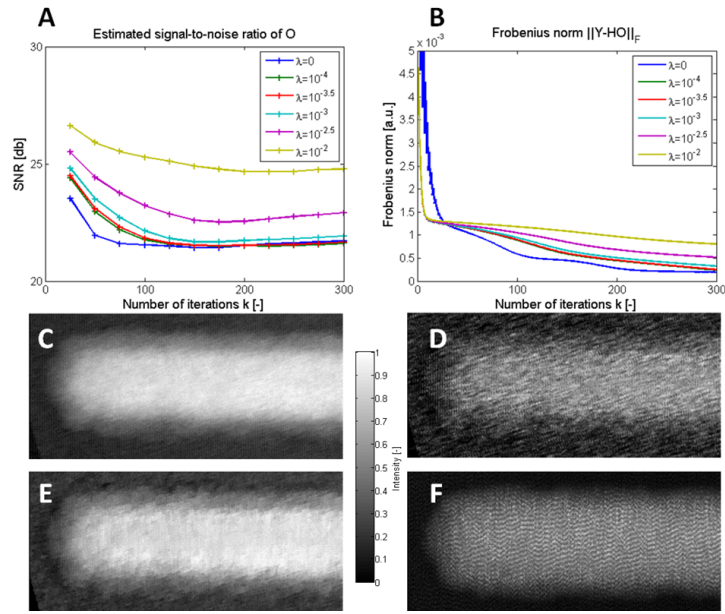 A
Estimated signal-to-noise ratio of O
30
25
20
SNR [db]
λ=0
λ=10-4
λ=10-3.5
λ=10-3
λ=10-2.5
λ=10-2
0 100 200 300
Number of iterions k [-]
B
Frobenius norm ||Y-HO||F
x 10-3
5
4.5
4
3.5
3
2.5
2
1.5
1
0.5
0
Frobenius norm [a.u.]
λ=0
λ=10-4
λ=10-3.5
λ=10-3
λ=10-2.5
λ=10-2
0 100 200 300
Number of iterions k [-]
C
D
1
0.9
0.8
0.7
0.6
0.5
0.4
0.3
0.2
0.1
0
Intensity [-]
E
F